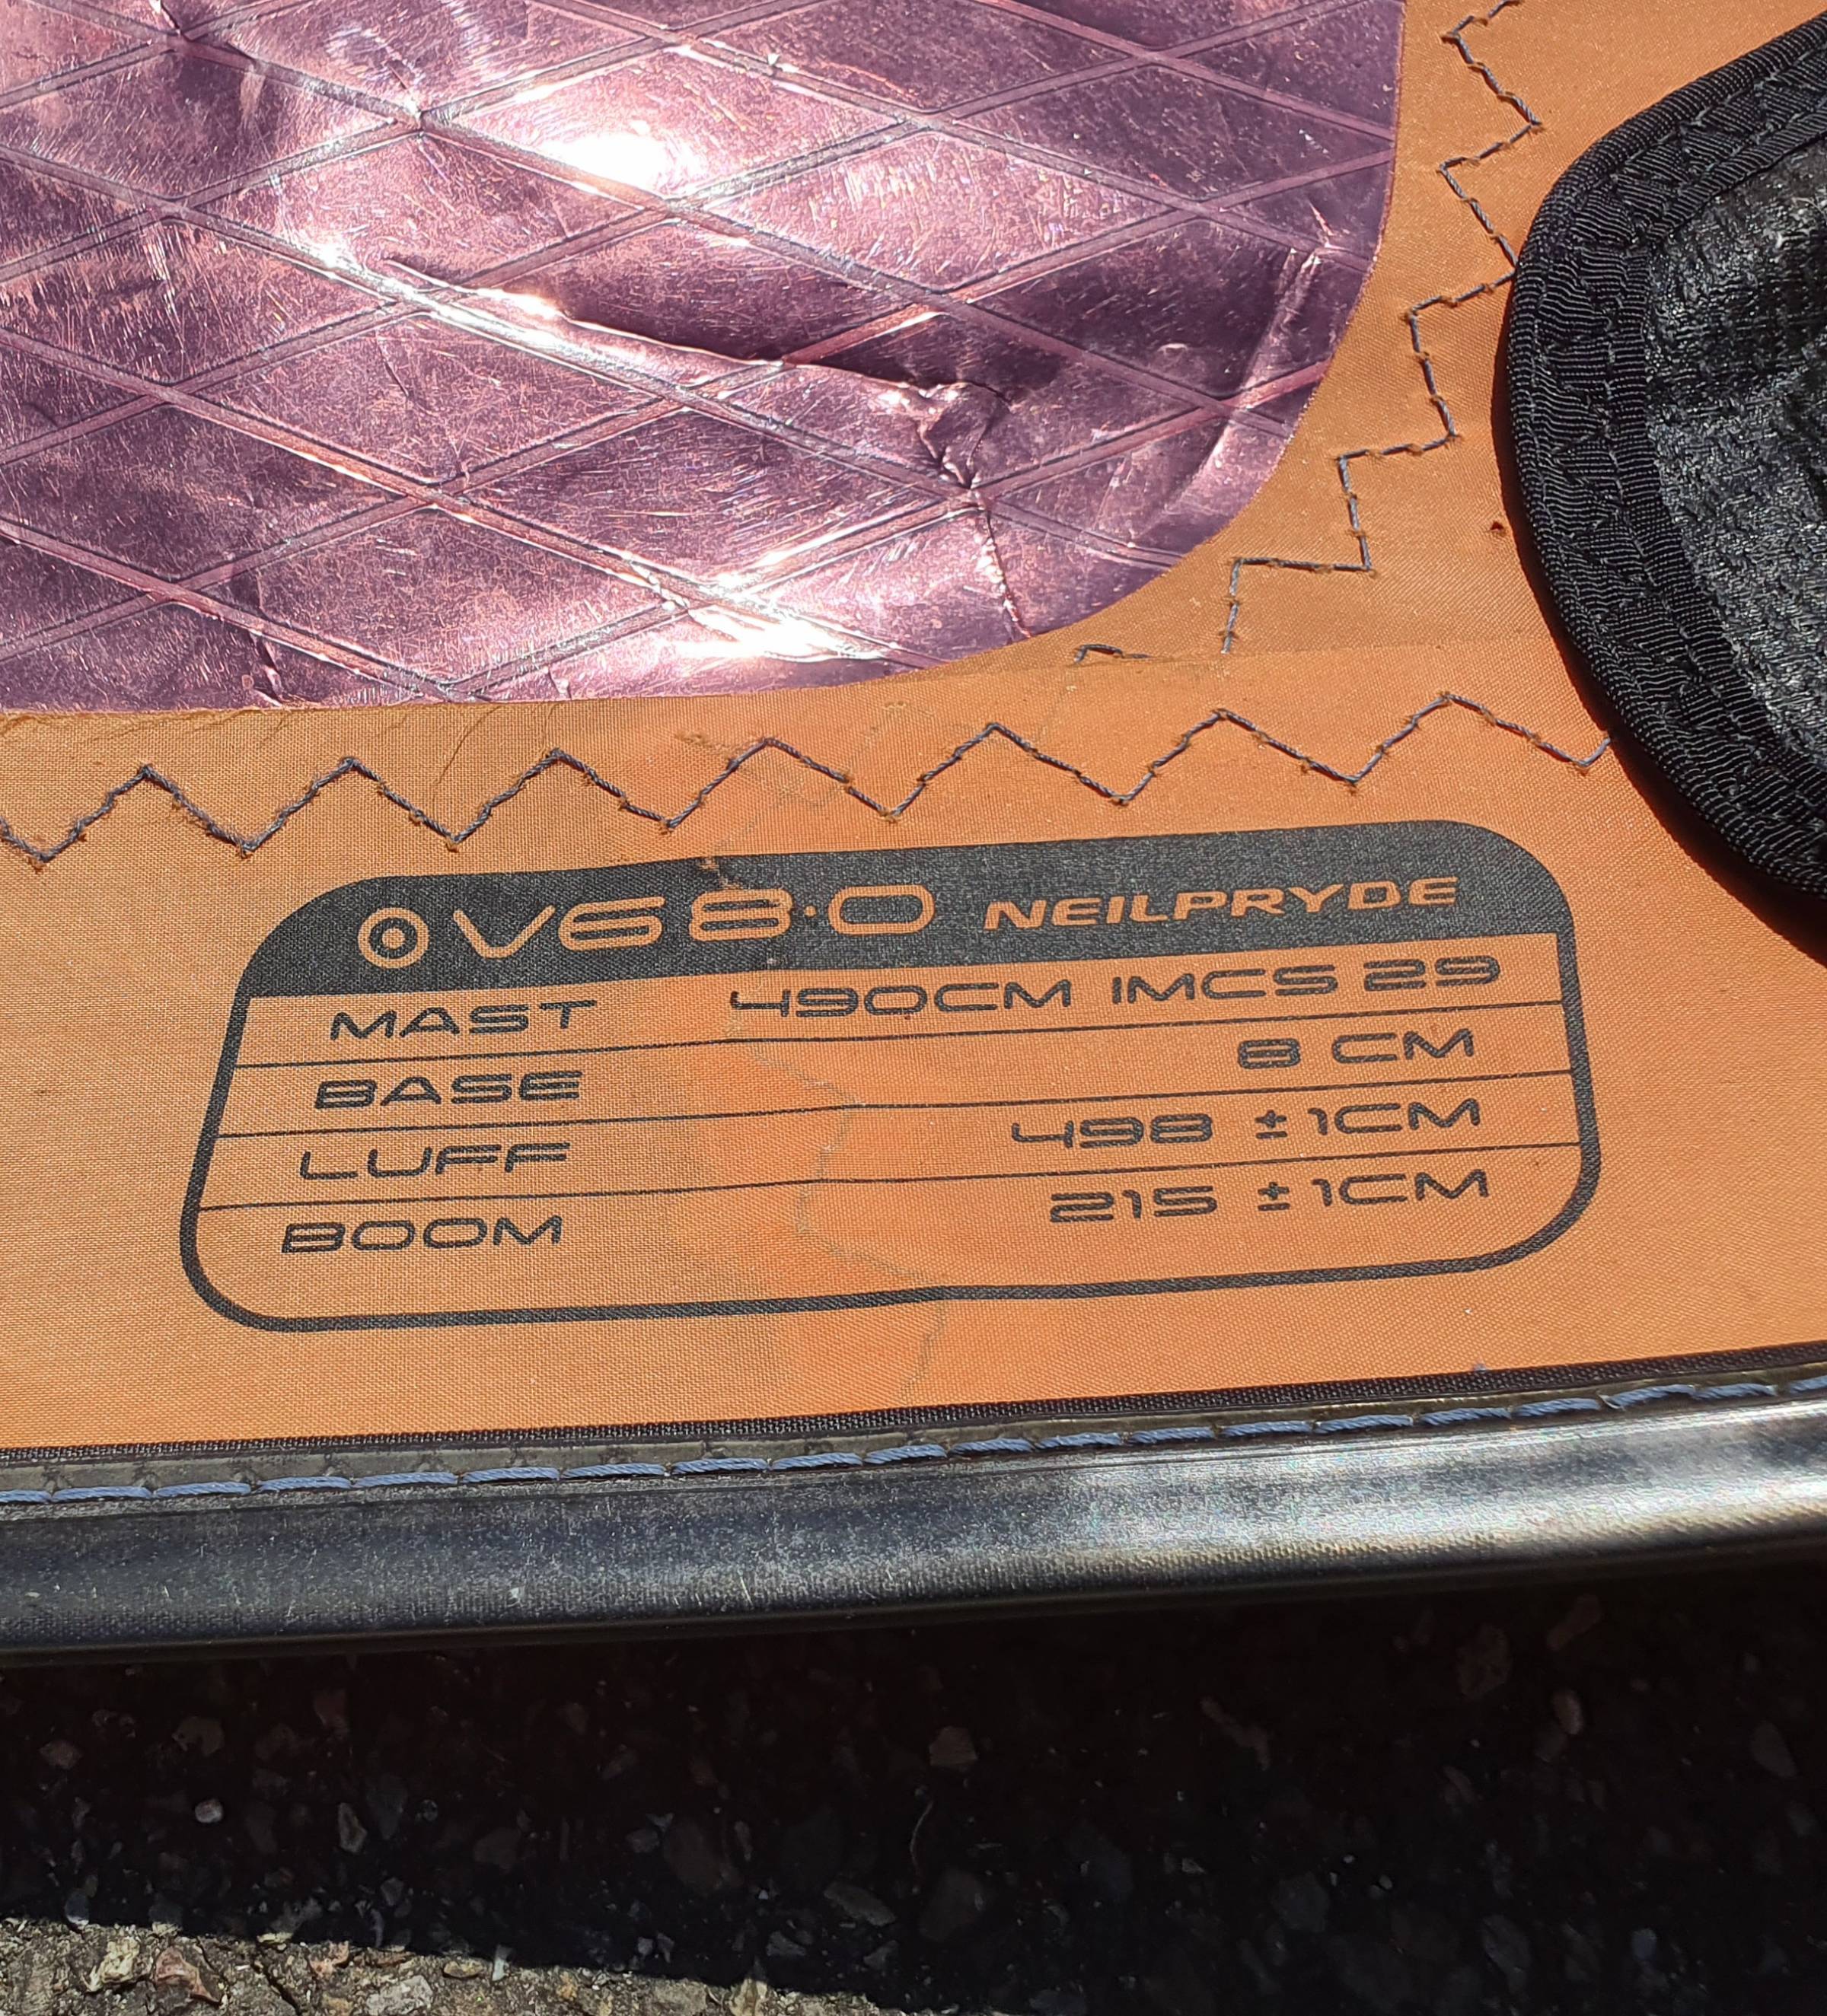 V6 8.0 NEILPRYDE
MAST 490CM IMCS 29
BASE 8 CM
LUFF 498 ±1CM
BOOM 215 ±1CM